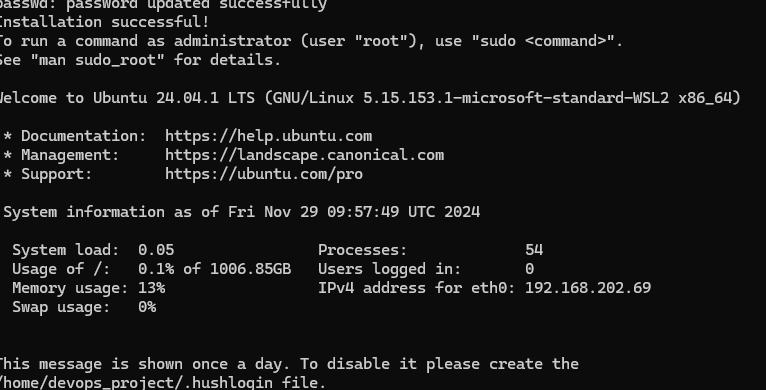 passwd: password updated successfully
Installation successful!
To run a command as administrator (user "root"), use "sudo <command>".
See "man sudo_root" for details.
Welcome to Ubuntu 24.04.1 LTS (GNU/Linux 5.15.153.1-microsoft-standard-WSL2 x86_64)
* Documentation:  https://help.ubuntu.com
* Management:     https://landscape.canonical.com
* Support:        https://ubuntu.com/pro
System information as of Fri Nov 29 09:57:49 UTC 2024
System load:  0.05                Processes:             54
Usage of /:   0.1% of 1006.85GB   Users logged in:       0
Memory usage: 13%                 IPv4 address for eth0: 192.168.202.69
Swap usage:   0%
This message is shown once a day. To disable it please create the
/home/devops_project/.hushlogin file.